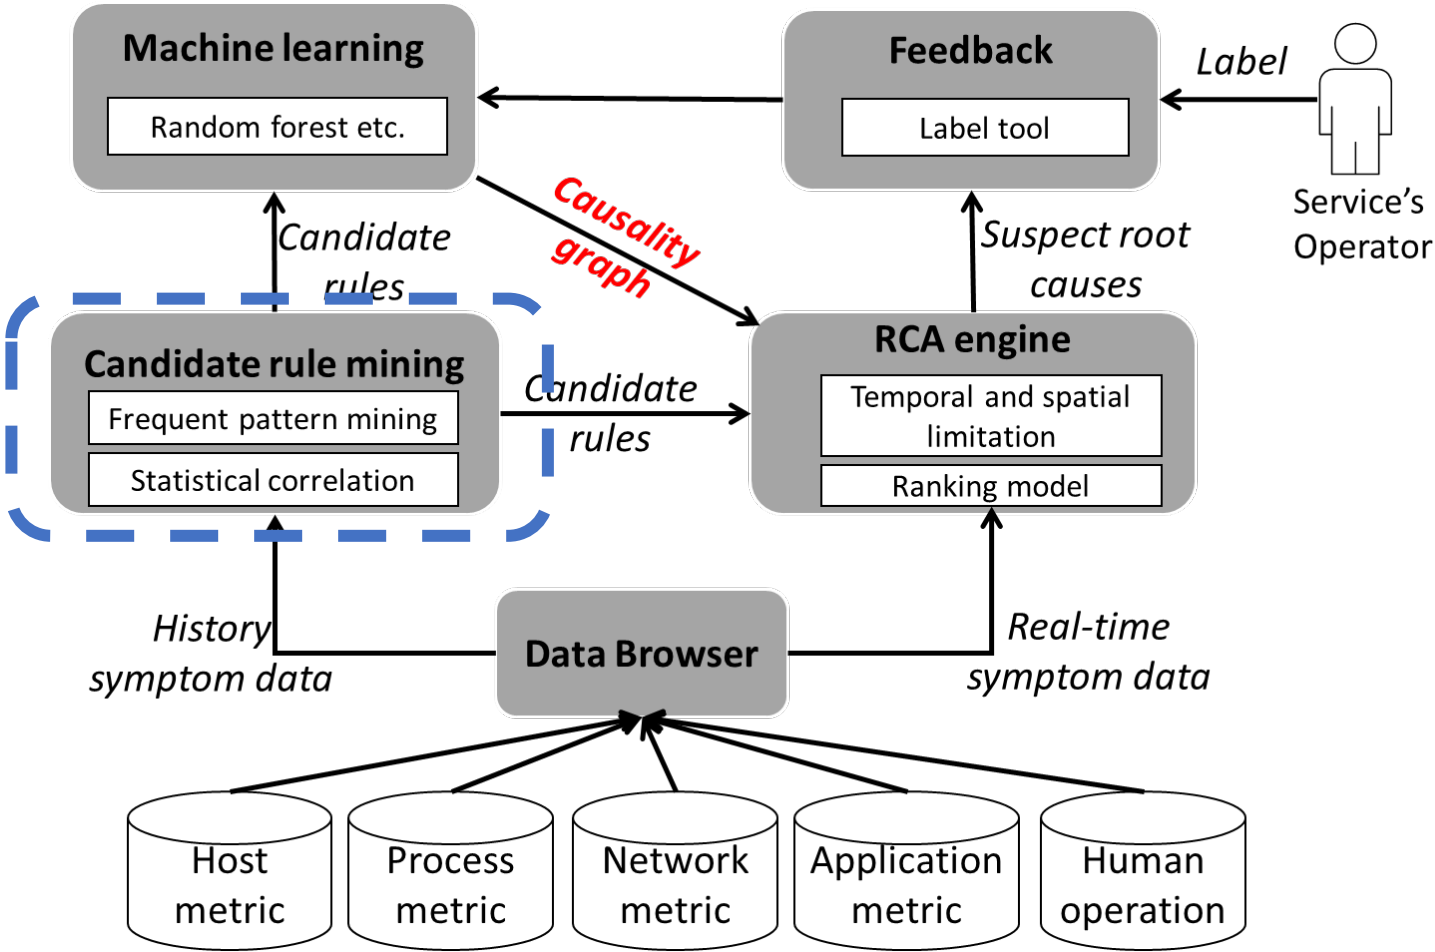 Machine learning
Random forest etc.
Feedback
Label tool
Label
Service's
Operator
Candidate
rules
Causality
graph
Suspect root
causes
Candidate rule mining
Frequent pattern mining
Statistical correlation
Candidate
rules
RCA engine
Temporal and spatial
limitation
Ranking model
History
symptom data
Data Browser
Real-time
symptom data
Host
metric
Process
metric
Network
metric
Application
metric
Human
operation